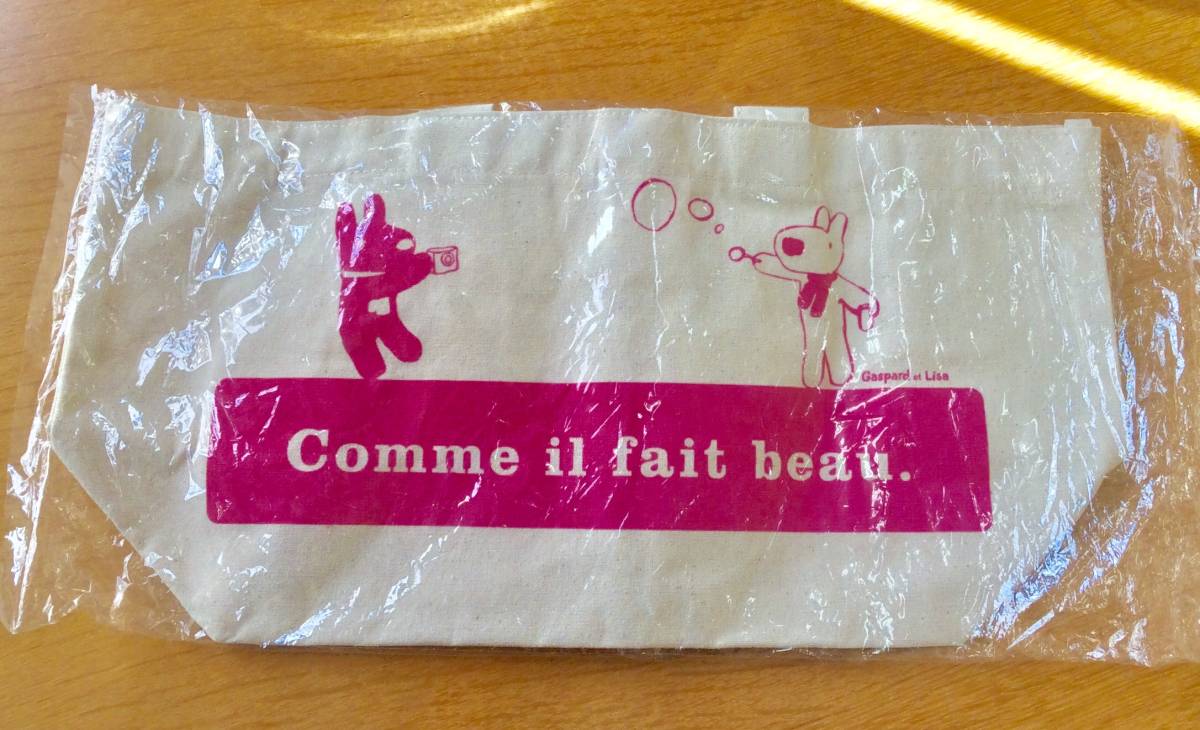 Gaspard et Lisa
Comme il fait beau.